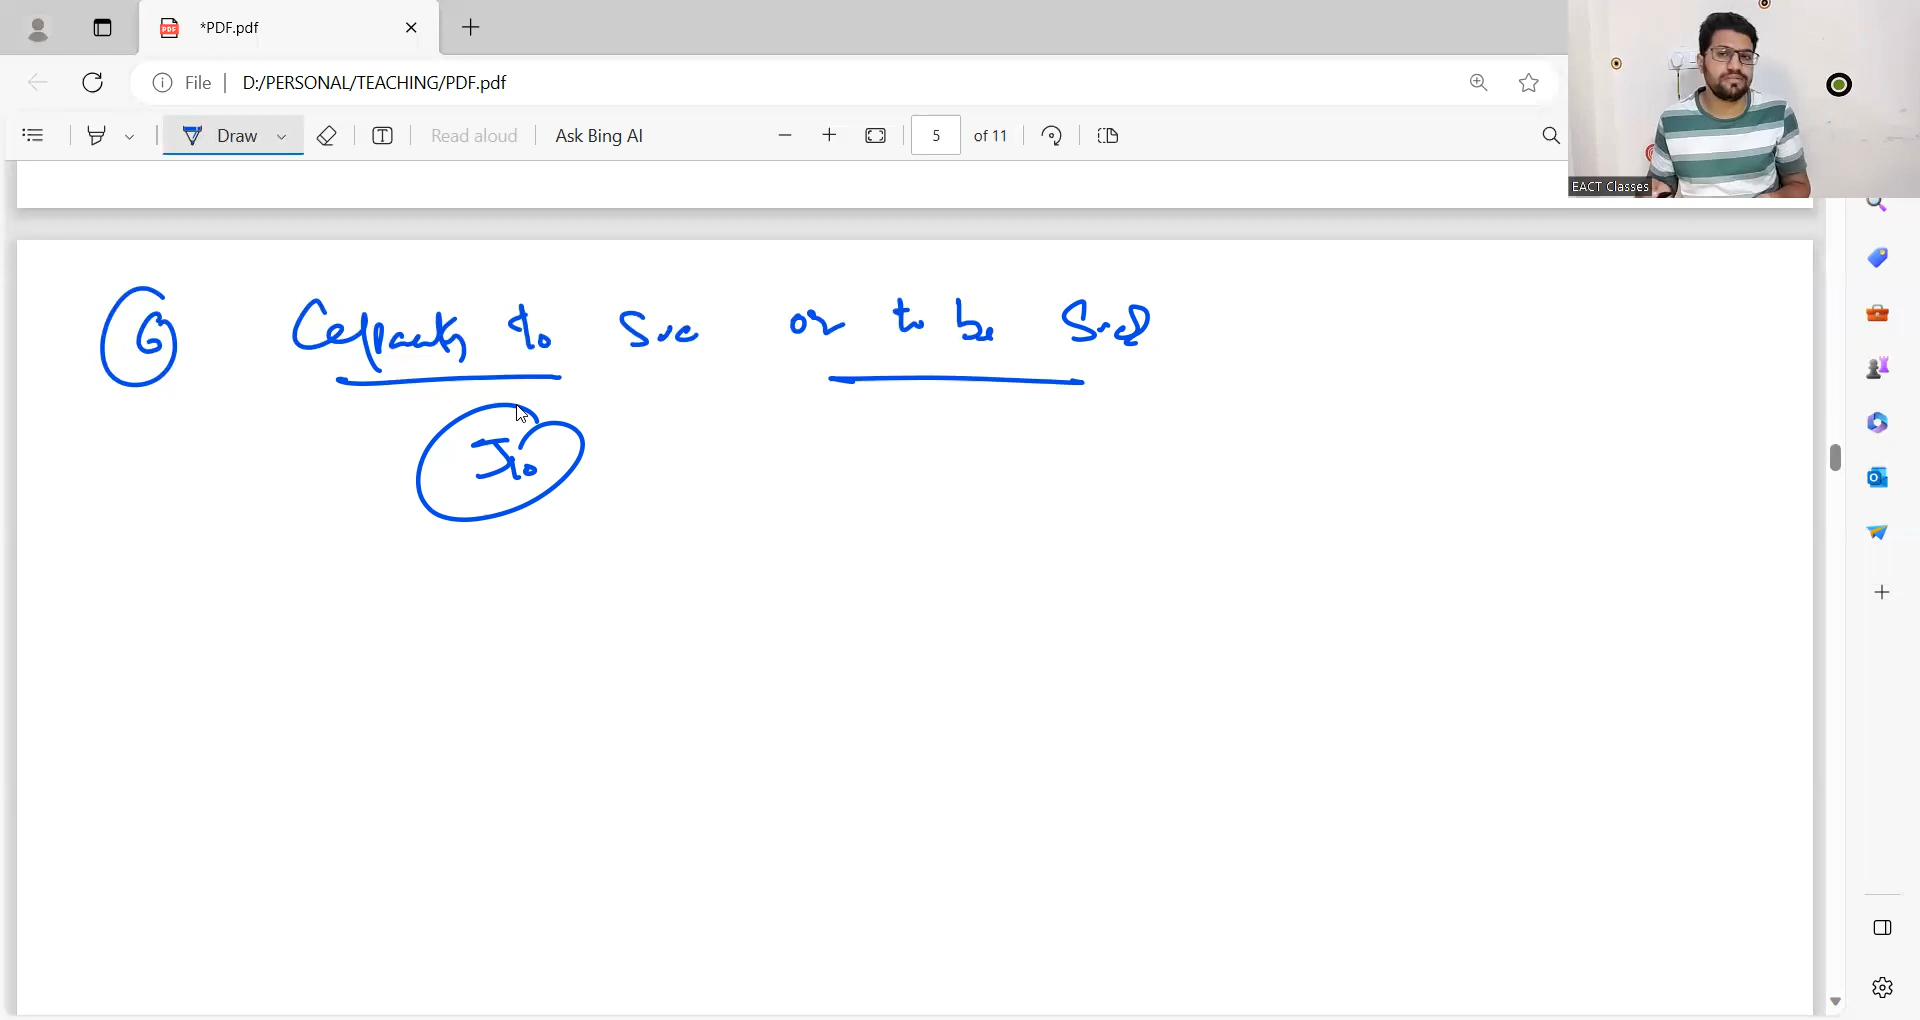 *PDF.pdf
File | D:/PERSONAL/TEACHING/PDF.pdf
Draw
Read aloud
Ask Bing AI
5 of 11
EACT Classes
6 Capacity to Sue or to be Sued